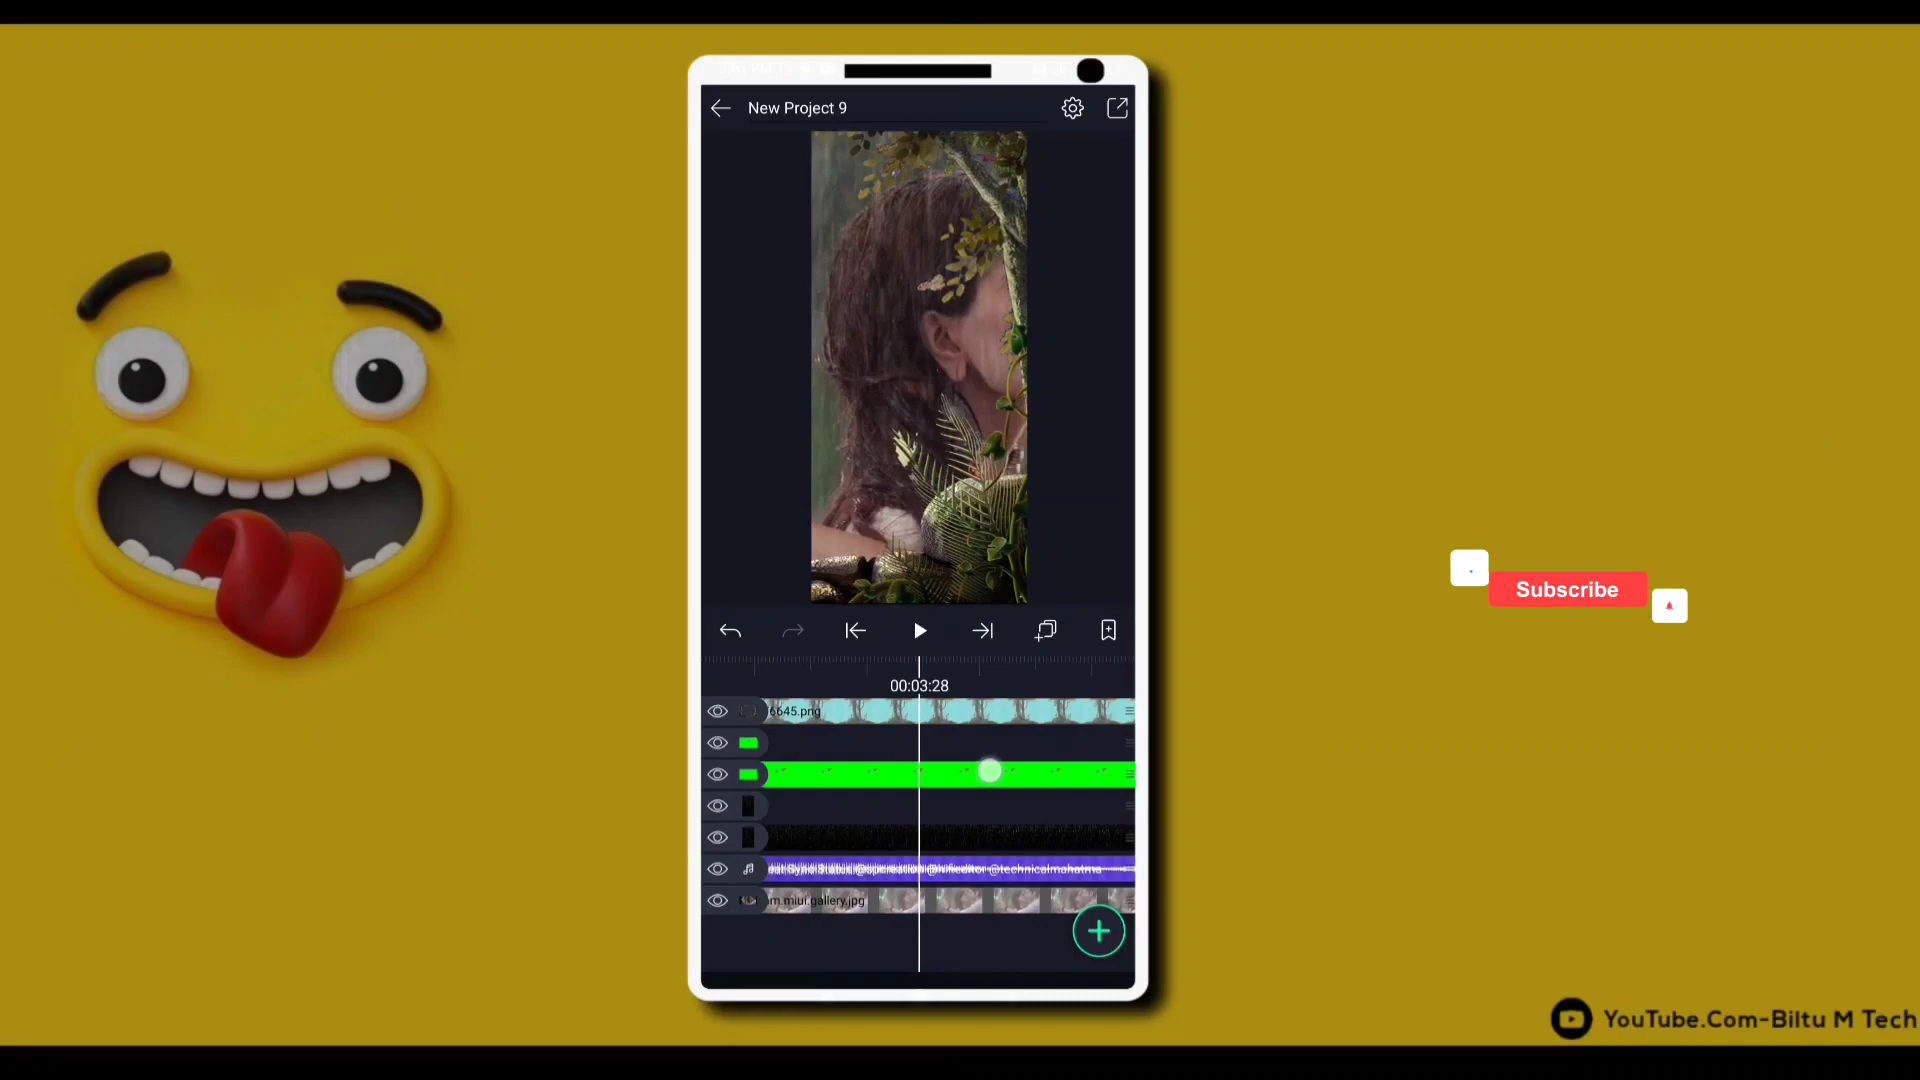 New Project 9
00:03:28
6645.png
@technicalmahatma
m.miui.gallery.jpg
Subscribe
YouTube.Com-Biltu M Tech